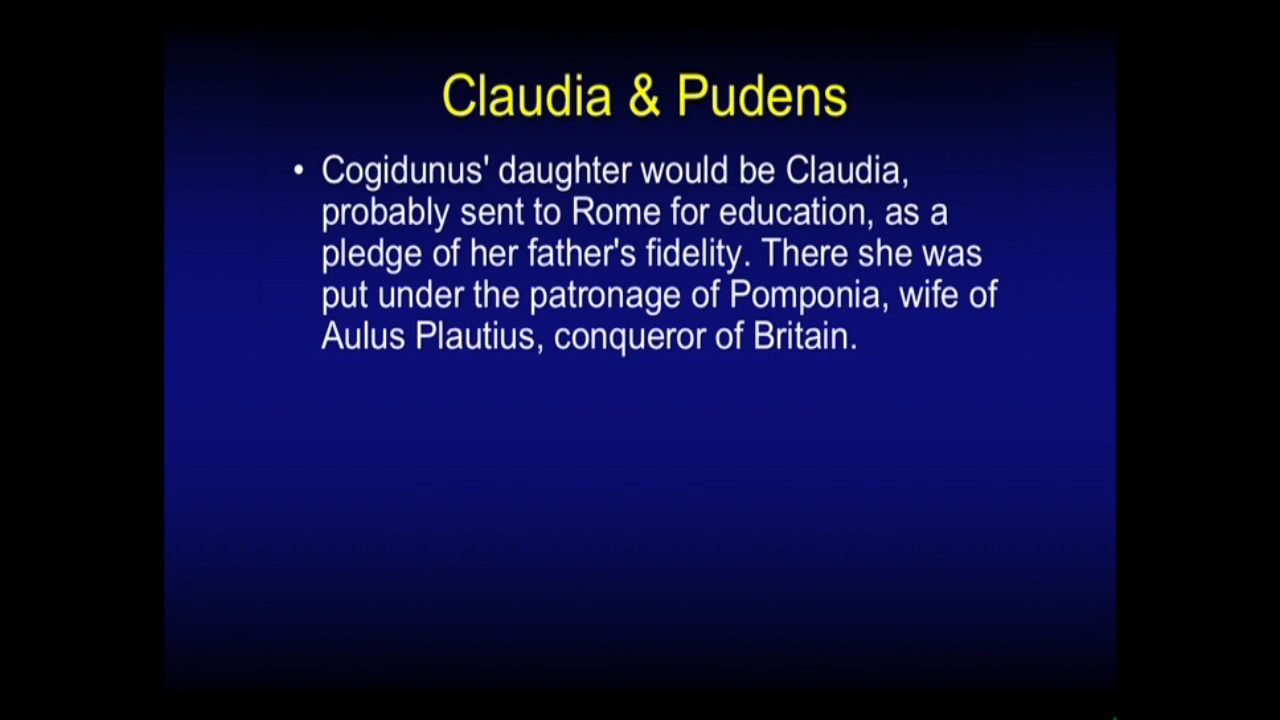 Claudia & Pudens
• Cogidunus' daughter would be Claudia,
probably sent to Rome for education, as a
pledge of her father's fidelity. There she was
put under the patronage of Pomponia, wife of
Aulus Plautius, conqueror of Britain.